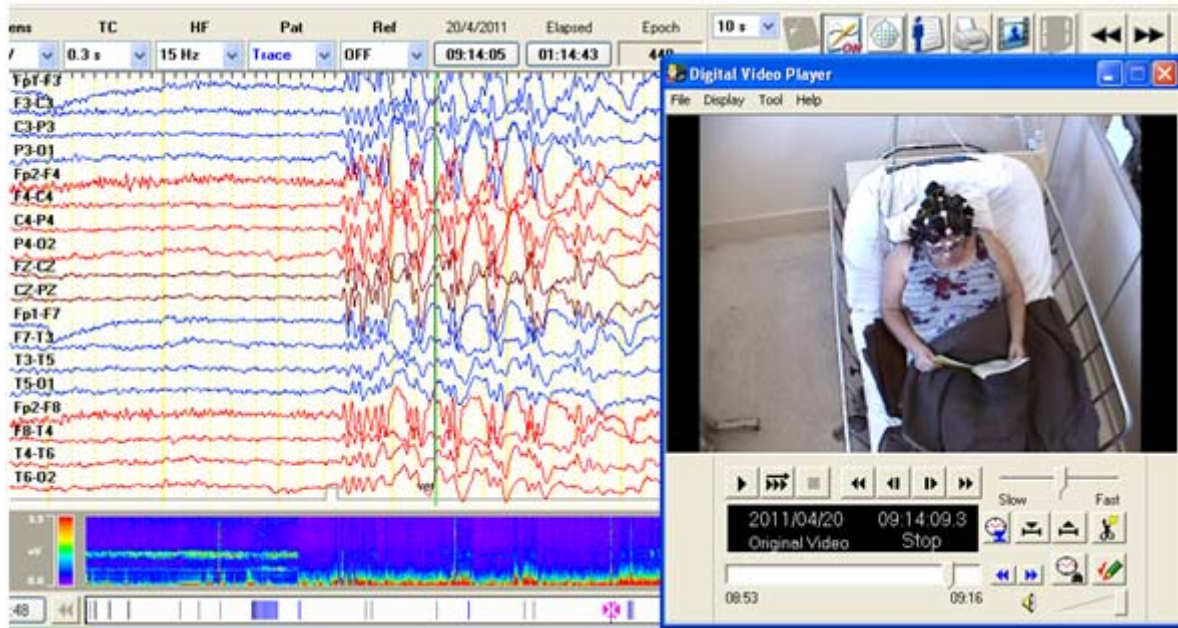 TC HF Pat Ref 20/4/2011 Elapsed Epoch
0.3 s 15 Hz Trace OFF 09:14:05 01:14:43
10 s
ON
Fp1-F3
F3-C3
C3-P3
P3-O1
Fp2-F4
F4-C4
C4-P4
P4-O2
FZ-CZ
CZ-PZ
Fp1-F7
F7-T3
T3-T5
T5-O1
Fp2-F8
F8-T4
T4-T6
T6-O2
Digital Video Player
File Display Tool Help
Slow Fast
2011/04/20 09:14:09.3
Original Video Stop
08:53 09:16
:48